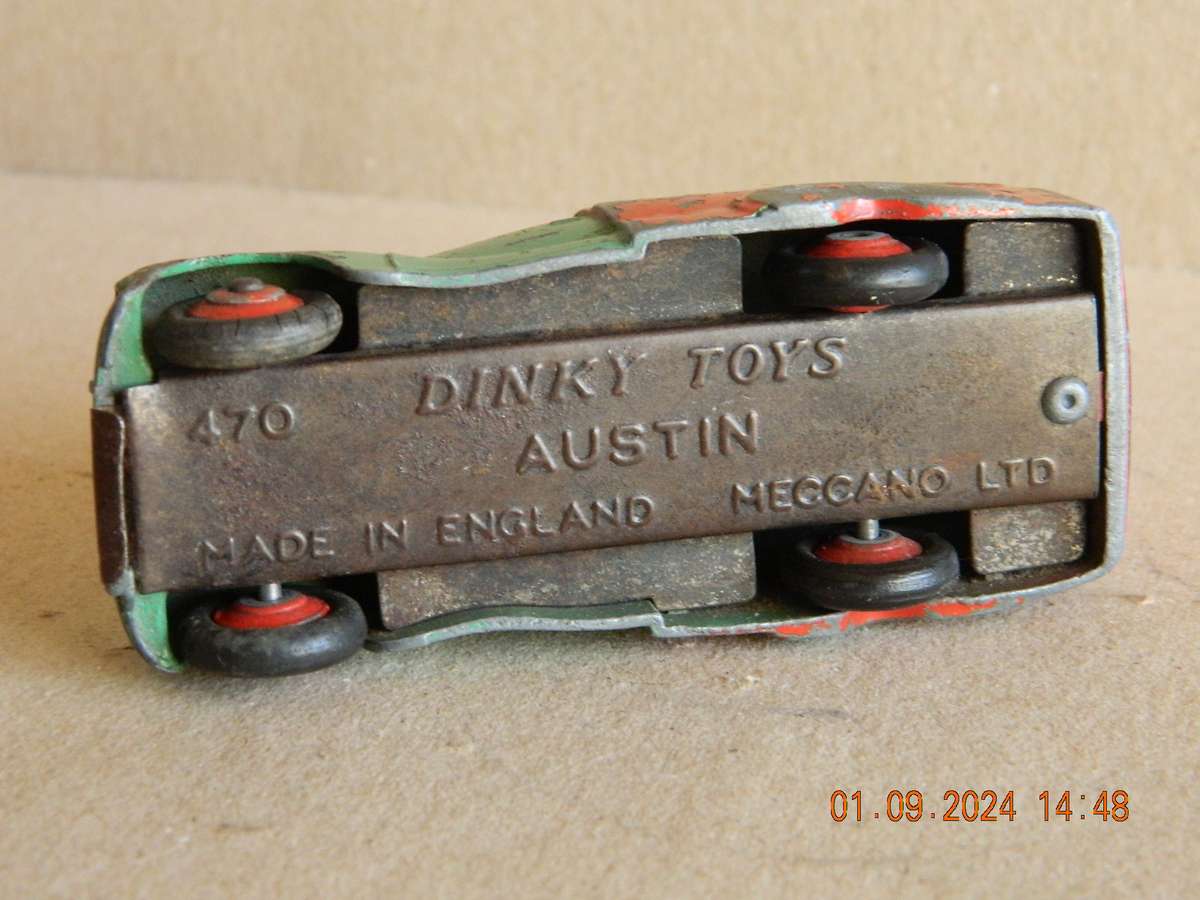 DINKY TOYS
470
AUSTIN
MADE IN ENGLAND MECCANO LTD
01.09.2024 14:48